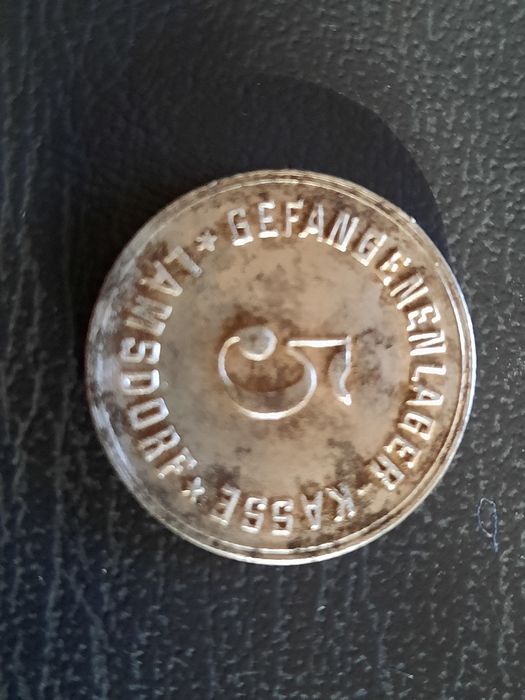 GEFANGENENLAGER-KASSE
* LAMSDORF *
5